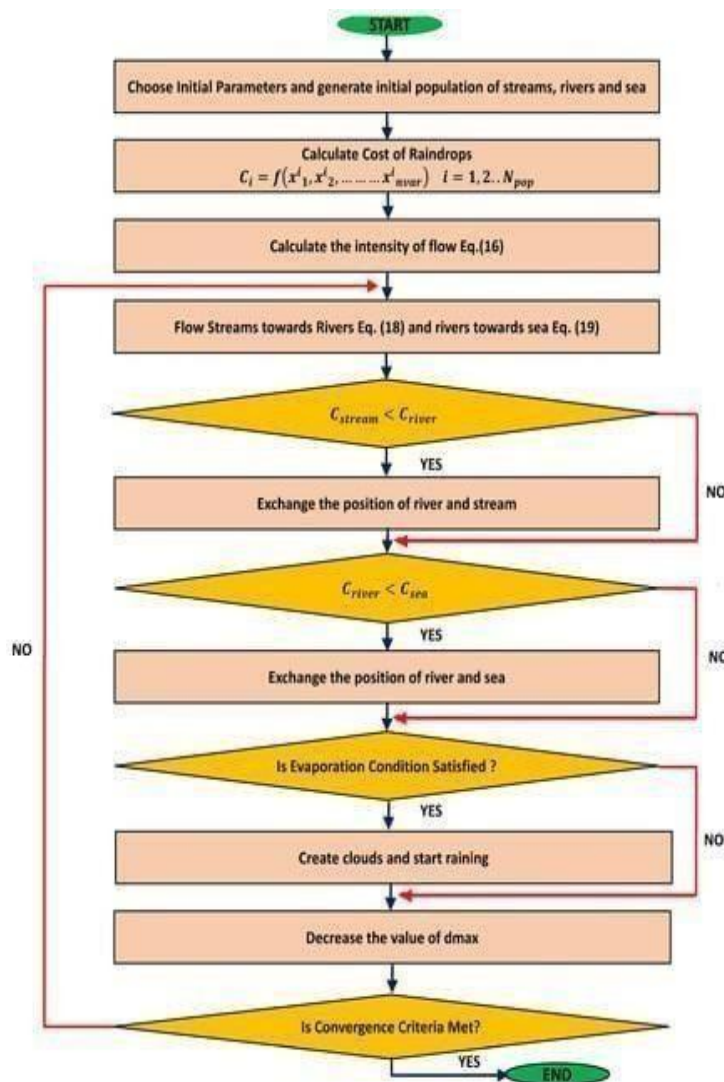 START
Choose Initial Parameters and generate initial population of streams, rivers and sea
Calculate Cost of Raindrops
C_i = f(x^i_1, x^i_2, ……… x^i_nvar) i = 1, 2.. N_pop
Calculate the intensity of flow Eq.(16)
Flow Streams towards Rivers Eq. (18) and rivers towards sea Eq. (19)
C_stream < C_river
YES
NO
Exchange the position of river and stream
C_river < C_sea
YES
NO
NO
Exchange the position of river and sea
Is Evaporation Condition Satisfied ?
YES
NO
Create clouds and start raining
Decrease the value of dmax
Is Convergence Criteria Met?
YES
END